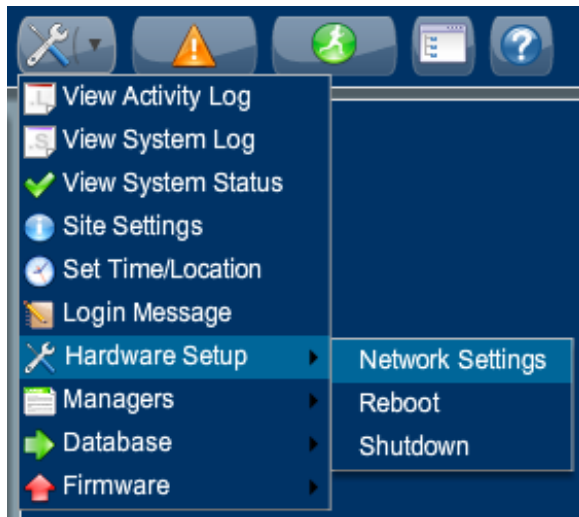 View Activity Log
View System Log
View System Status
Site Settings
Set Time/Location
Login Message
Hardware Setup
Network Settings
Managers
Reboot
Database
Shutdown
Firmware